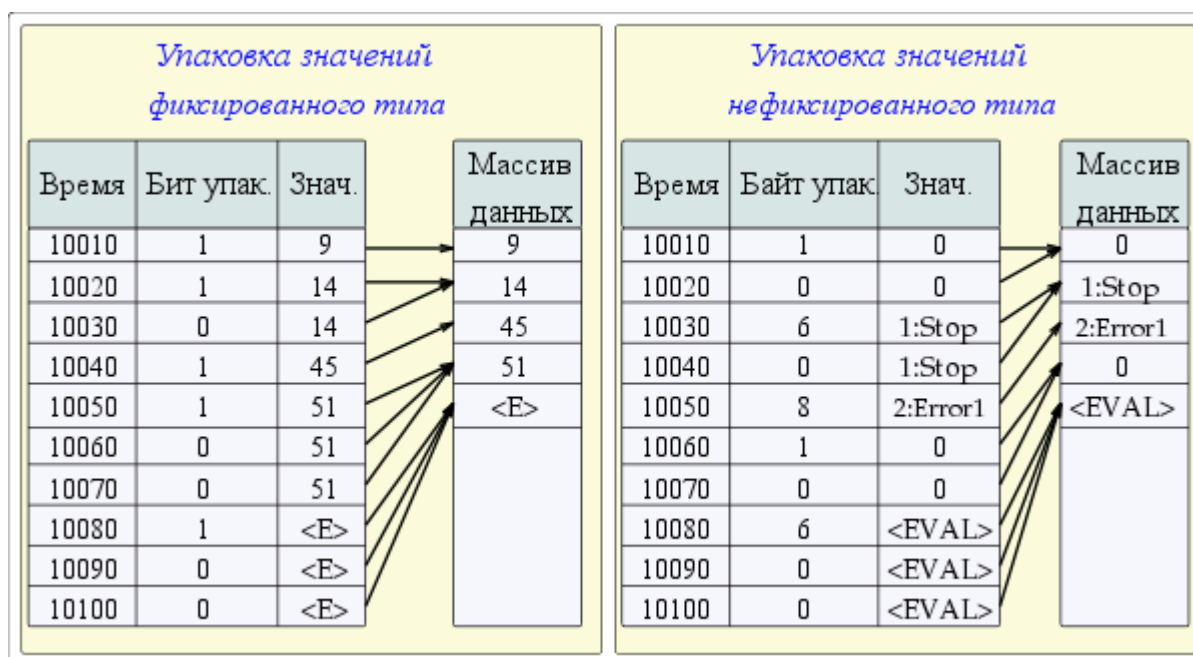 Упаковка значений
фиксированного типа
Время Бит упак. Знач. Массив данных
10010 1 9 9
10020 1 14 14
10030 0 14 45
10040 1 45 51
10050 1 51 <E>
10060 0 51
10070 0 51
10080 1 <E>
10090 0 <E>
10100 0 <E>
Упаковка значений
нефиксированного типа
Время Байт упак. Знач. Массив данных
10010 1 0 0
10020 0 0 1:Stop
10030 6 1:Stop 2:Error1
10040 0 1:Stop 0
10050 8 2:Error1 <EVAL>
10060 1 0
10070 0 0
10080 6 <EVAL>
10090 0 <EVAL>
10100 0 <EVAL>